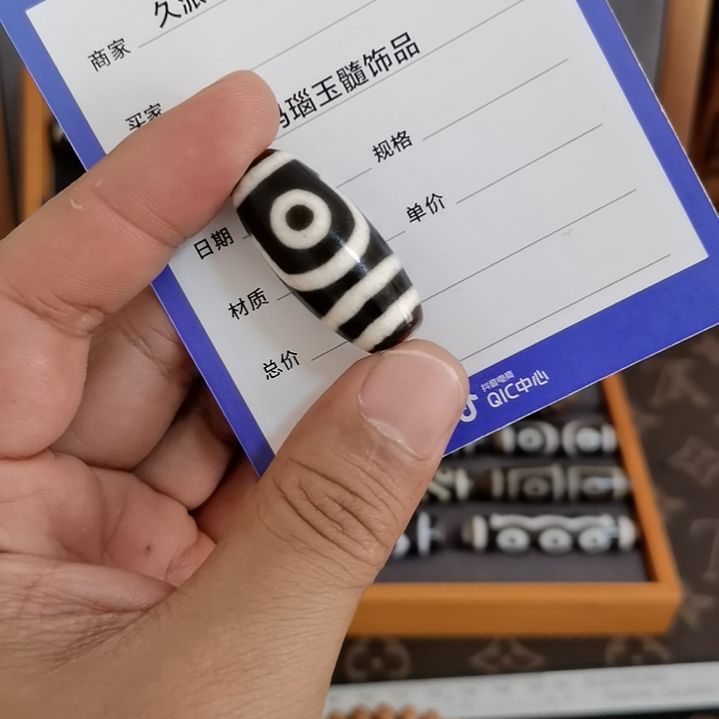 商家 久派
买家
玛瑙玉髓饰品
规格
日期
单价
材质
总价
抖音电商
QIC中心